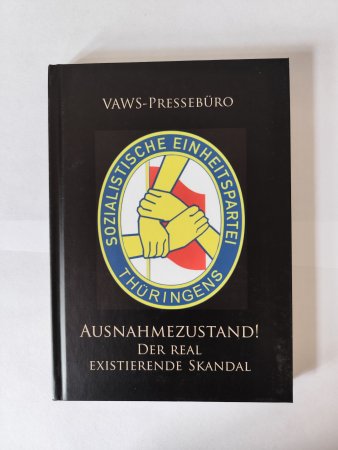 VAWS-PRESSEBÜRO
SOZIALISTISCHE EINHEITSPARTEI
THÜRINGENS
AUSNAHMEZUSTAND!
DER REAL
EXISTIERENDE SKANDAL